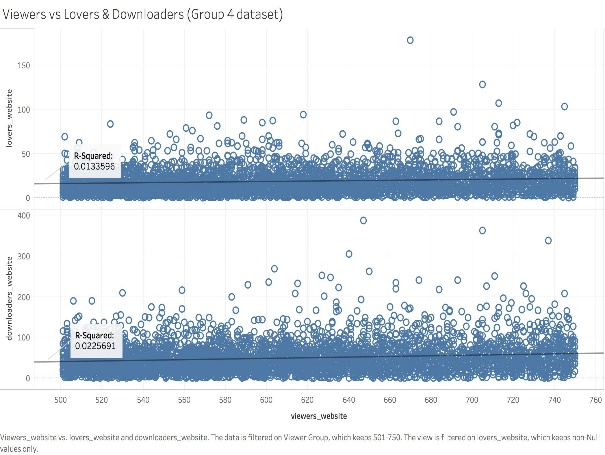 Viewers vs Lovers & Downloaders (Group 4 dataset)
lovers_website
150
100
50
0
R-Squared:
0.0133596
downloaders_website
400
300
200
100
0
R-Squared:
0.0225691
500 520 540 560 580 600 620 640 660 680 700 720 740 760
viewers_website
Viewers_website vs. lovers_website and downloaders_website. The data is filtered on Viewer Group, which keeps 501-750. The view is filtered on lovers_website, which keeps non-Null
values only.